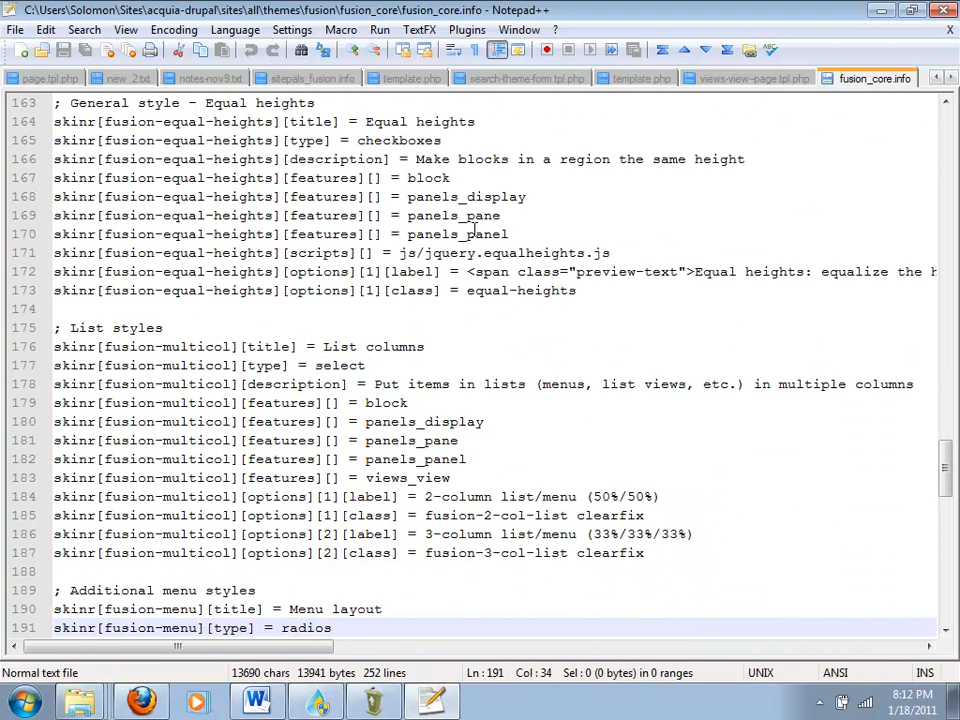 C:\Users\Solomon\Sites\acquia-drupal\sites\all\themes\fusion\fusion_core\fusion_core.info - Notepad++
File Edit Search View Encoding Language Settings Macro Run TextFX Plugins Window ? X
page.tpl.php new_2.txt notes-nov9.txt sitepals_fusion.info template.php search-theme-form.tpl.php template.php views-view-page.tpl.php fusion_core.info
163 ; General style - Equal heights
164 skinr[fusion-equal-heights][title] = Equal heights
165 skinr[fusion-equal-heights][type] = checkboxes
166 skinr[fusion-equal-heights][description] = Make blocks in a region the same height
167 skinr[fusion-equal-heights][features][] = block
168 skinr[fusion-equal-heights][features][] = panels_display
169 skinr[fusion-equal-heights][features][] = panels_pane
170 skinr[fusion-equal-heights][features][] = panels_panel
171 skinr[fusion-equal-heights][scripts][] = js/jquery.equalheights.js
172 skinr[fusion-equal-heights][options][1][label] = <span class="preview-text">Equal heights: equalize the h
173 skinr[fusion-equal-heights][options][1][class] = equal-heights
174
175 ; List styles
176 skinr[fusion-multicol][title] = List columns
177 skinr[fusion-multicol][type] = select
178 skinr[fusion-multicol][description] = Put items in lists (menus, list views, etc.) in multiple columns
179 skinr[fusion-multicol][features][] = block
180 skinr[fusion-multicol][features][] = panels_display
181 skinr[fusion-multicol][features][] = panels_pane
182 skinr[fusion-multicol][features][] = panels_panel
183 skinr[fusion-multicol][features][] = views_view
184 skinr[fusion-multicol][options][1][label] = 2-column list/menu (50%/50%)
185 skinr[fusion-multicol][options][1][class] = fusion-2-col-list clearfix
186 skinr[fusion-multicol][options][2][label] = 3-column list/menu (33%/33%/33%)
187 skinr[fusion-multicol][options][2][class] = fusion-3-col-list clearfix
188
189 ; Additional menu styles
190 skinr[fusion-menu][title] = Menu layout
191 skinr[fusion-menu][type] = radios
Normal text file 13690 chars 13941 bytes 252 lines Ln : 191 Col : 34 Sel : 0 (0 bytes) in 0 ranges UNIX ANSI INS
8:12 PM
1/18/2011